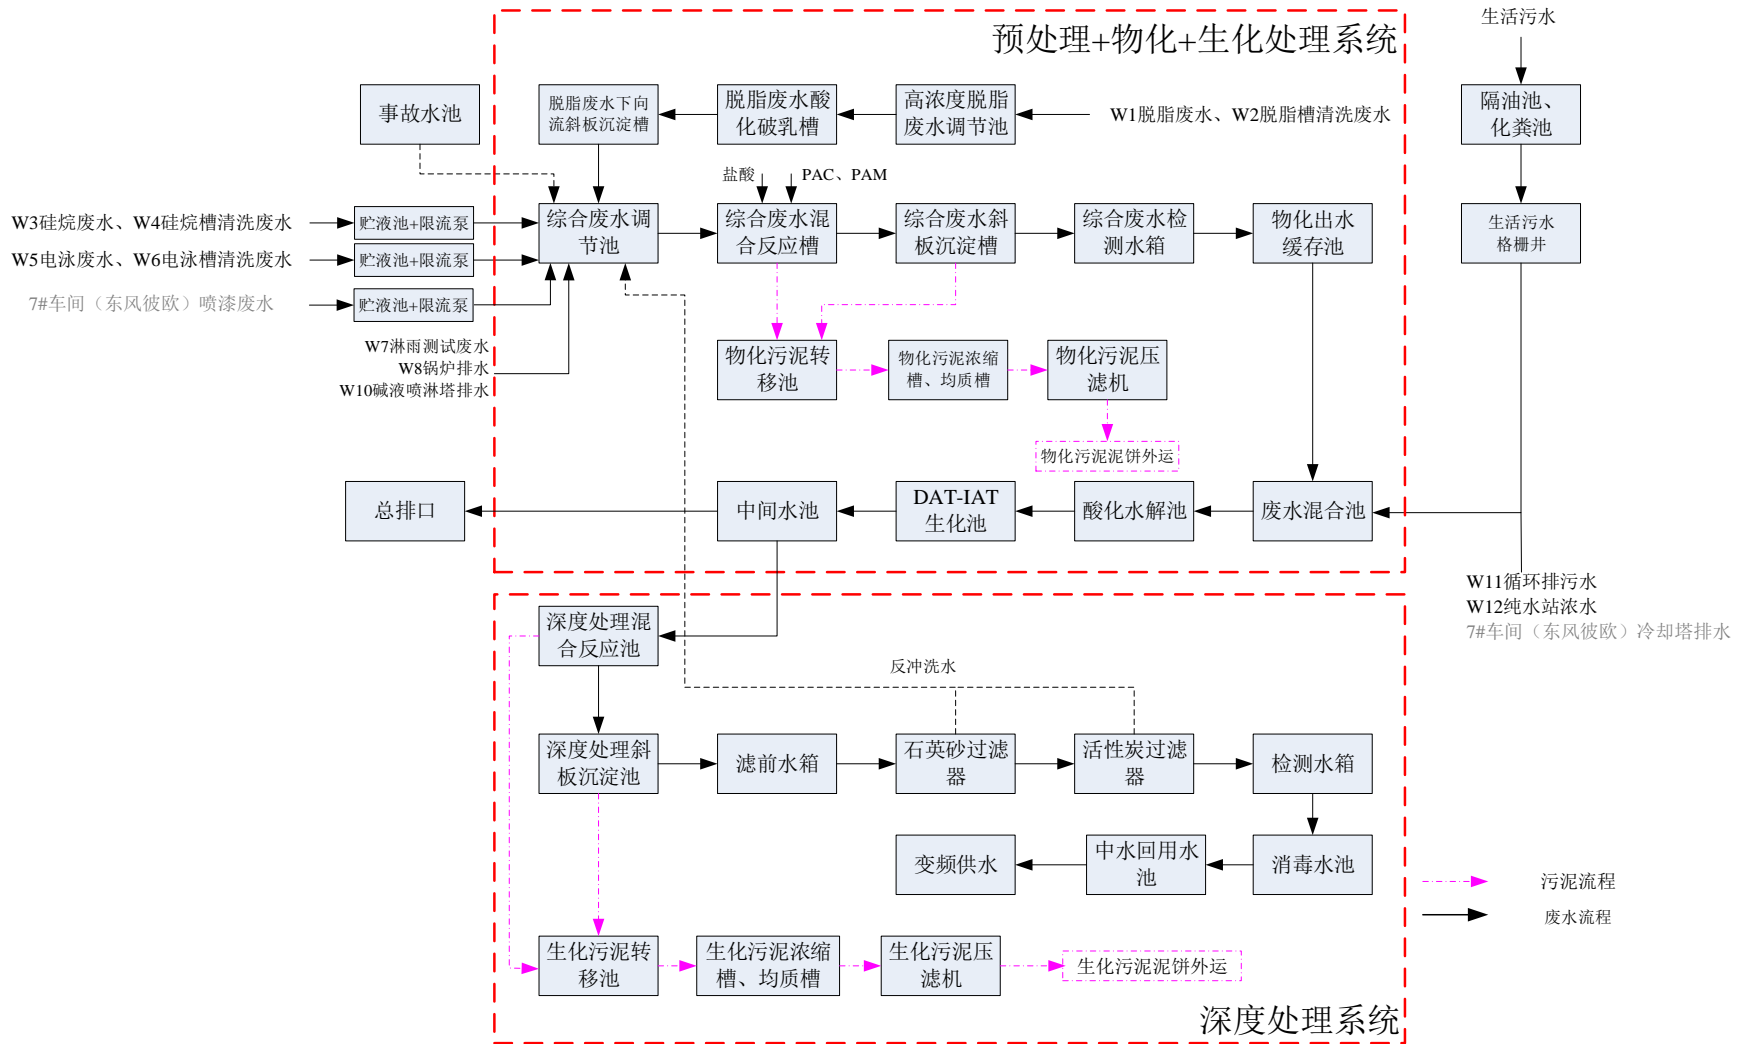 生活污水
预处理+物化+生化处理系统
事故水池
脱脂废水下向
流斜板沉淀槽
脱脂废水酸
化破乳槽
高浓度脱脂
废水调节池
W1脱脂废水、W2脱脂槽清洗废水
隔油池、
化粪池
盐酸
PAC、PAM
W3硅烷废水、W4硅烷槽清洗废水
贮液池+限流泵
综合废水调
节池
综合废水混
合反应槽
综合废水斜
板沉淀槽
综合废水检
测水箱
物化出水
缓存池
生活污水
格栅井
W5电泳废水、W6电泳槽清洗废水
贮液池+限流泵
7#车间（东风彼欧）喷漆废水
贮液池+限流泵
W7淋雨测试废水
W8锅炉排水
W10碱液喷淋塔排水
物化污泥转
移池
物化污泥浓缩
槽、均质槽
物化污泥压
滤机
物化污泥泥饼外运
总排口
中间水池
DAT-IAT
生化池
酸化水解池
废水混合池
W11循环排污水
W12纯水站浓水
7#车间（东风彼欧）冷却塔排水
深度处理混
合反应池
反冲洗水
深度处理斜
板沉淀池
滤前水箱
石英砂过滤
器
活性炭过滤
器
检测水箱
变频供水
中水回用水
池
消毒水池
污泥流程
废水流程
生化污泥转
移池
生化污泥浓缩
槽、均质槽
生化污泥压
滤机
生化污泥泥饼外运
深度处理系统